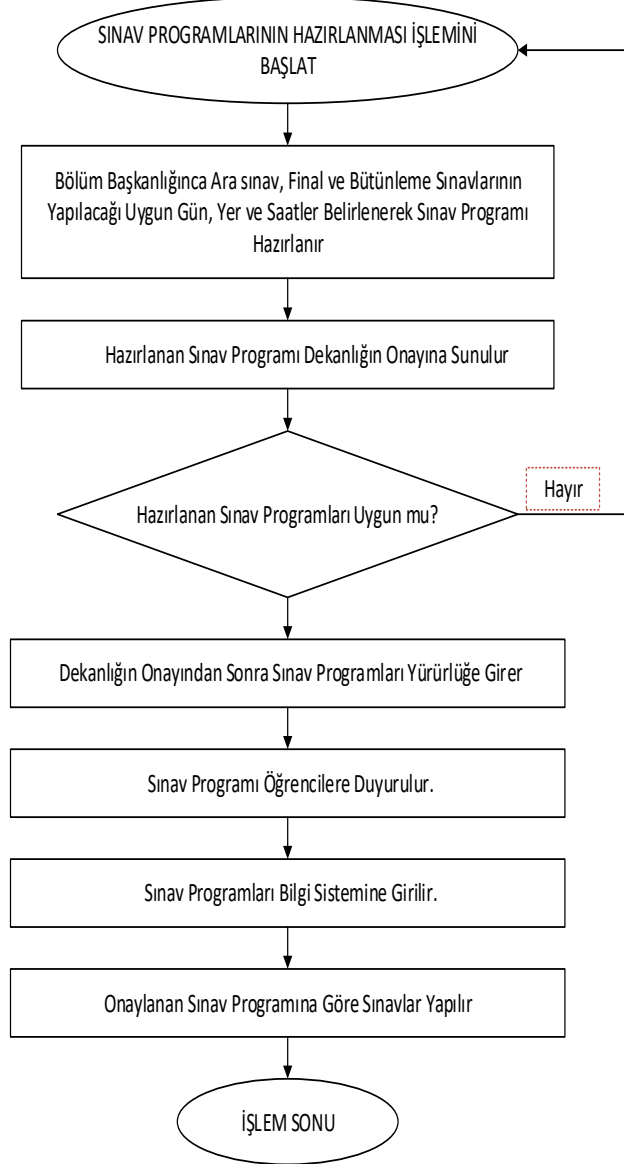 SINAV PROGRAMLARININ HAZIRLANMASI İŞLEMİNİ
BAŞLAT
Bölüm Başkanlığınca Ara sınav, Final ve Bütünleme Sınavlarının
Yapılacağı Uygun Gün, Yer ve Saatler Belirlenerek Sınav Programı
Hazırlanır
Hazırlanan Sınav Programı Dekanlığın Onayına Sunulur
Hazırlanan Sınav Programları Uygun mu?
Hayır
Dekanlığın Onayından Sonra Sınav Programları Yürürlüğe Girer
Sınav Programı Öğrencilere Duyurulur.
Sınav Programları Bilgi Sistemine Girilir.
Onaylanan Sınav Programına Göre Sınavlar Yapılır
İŞLEM SONU